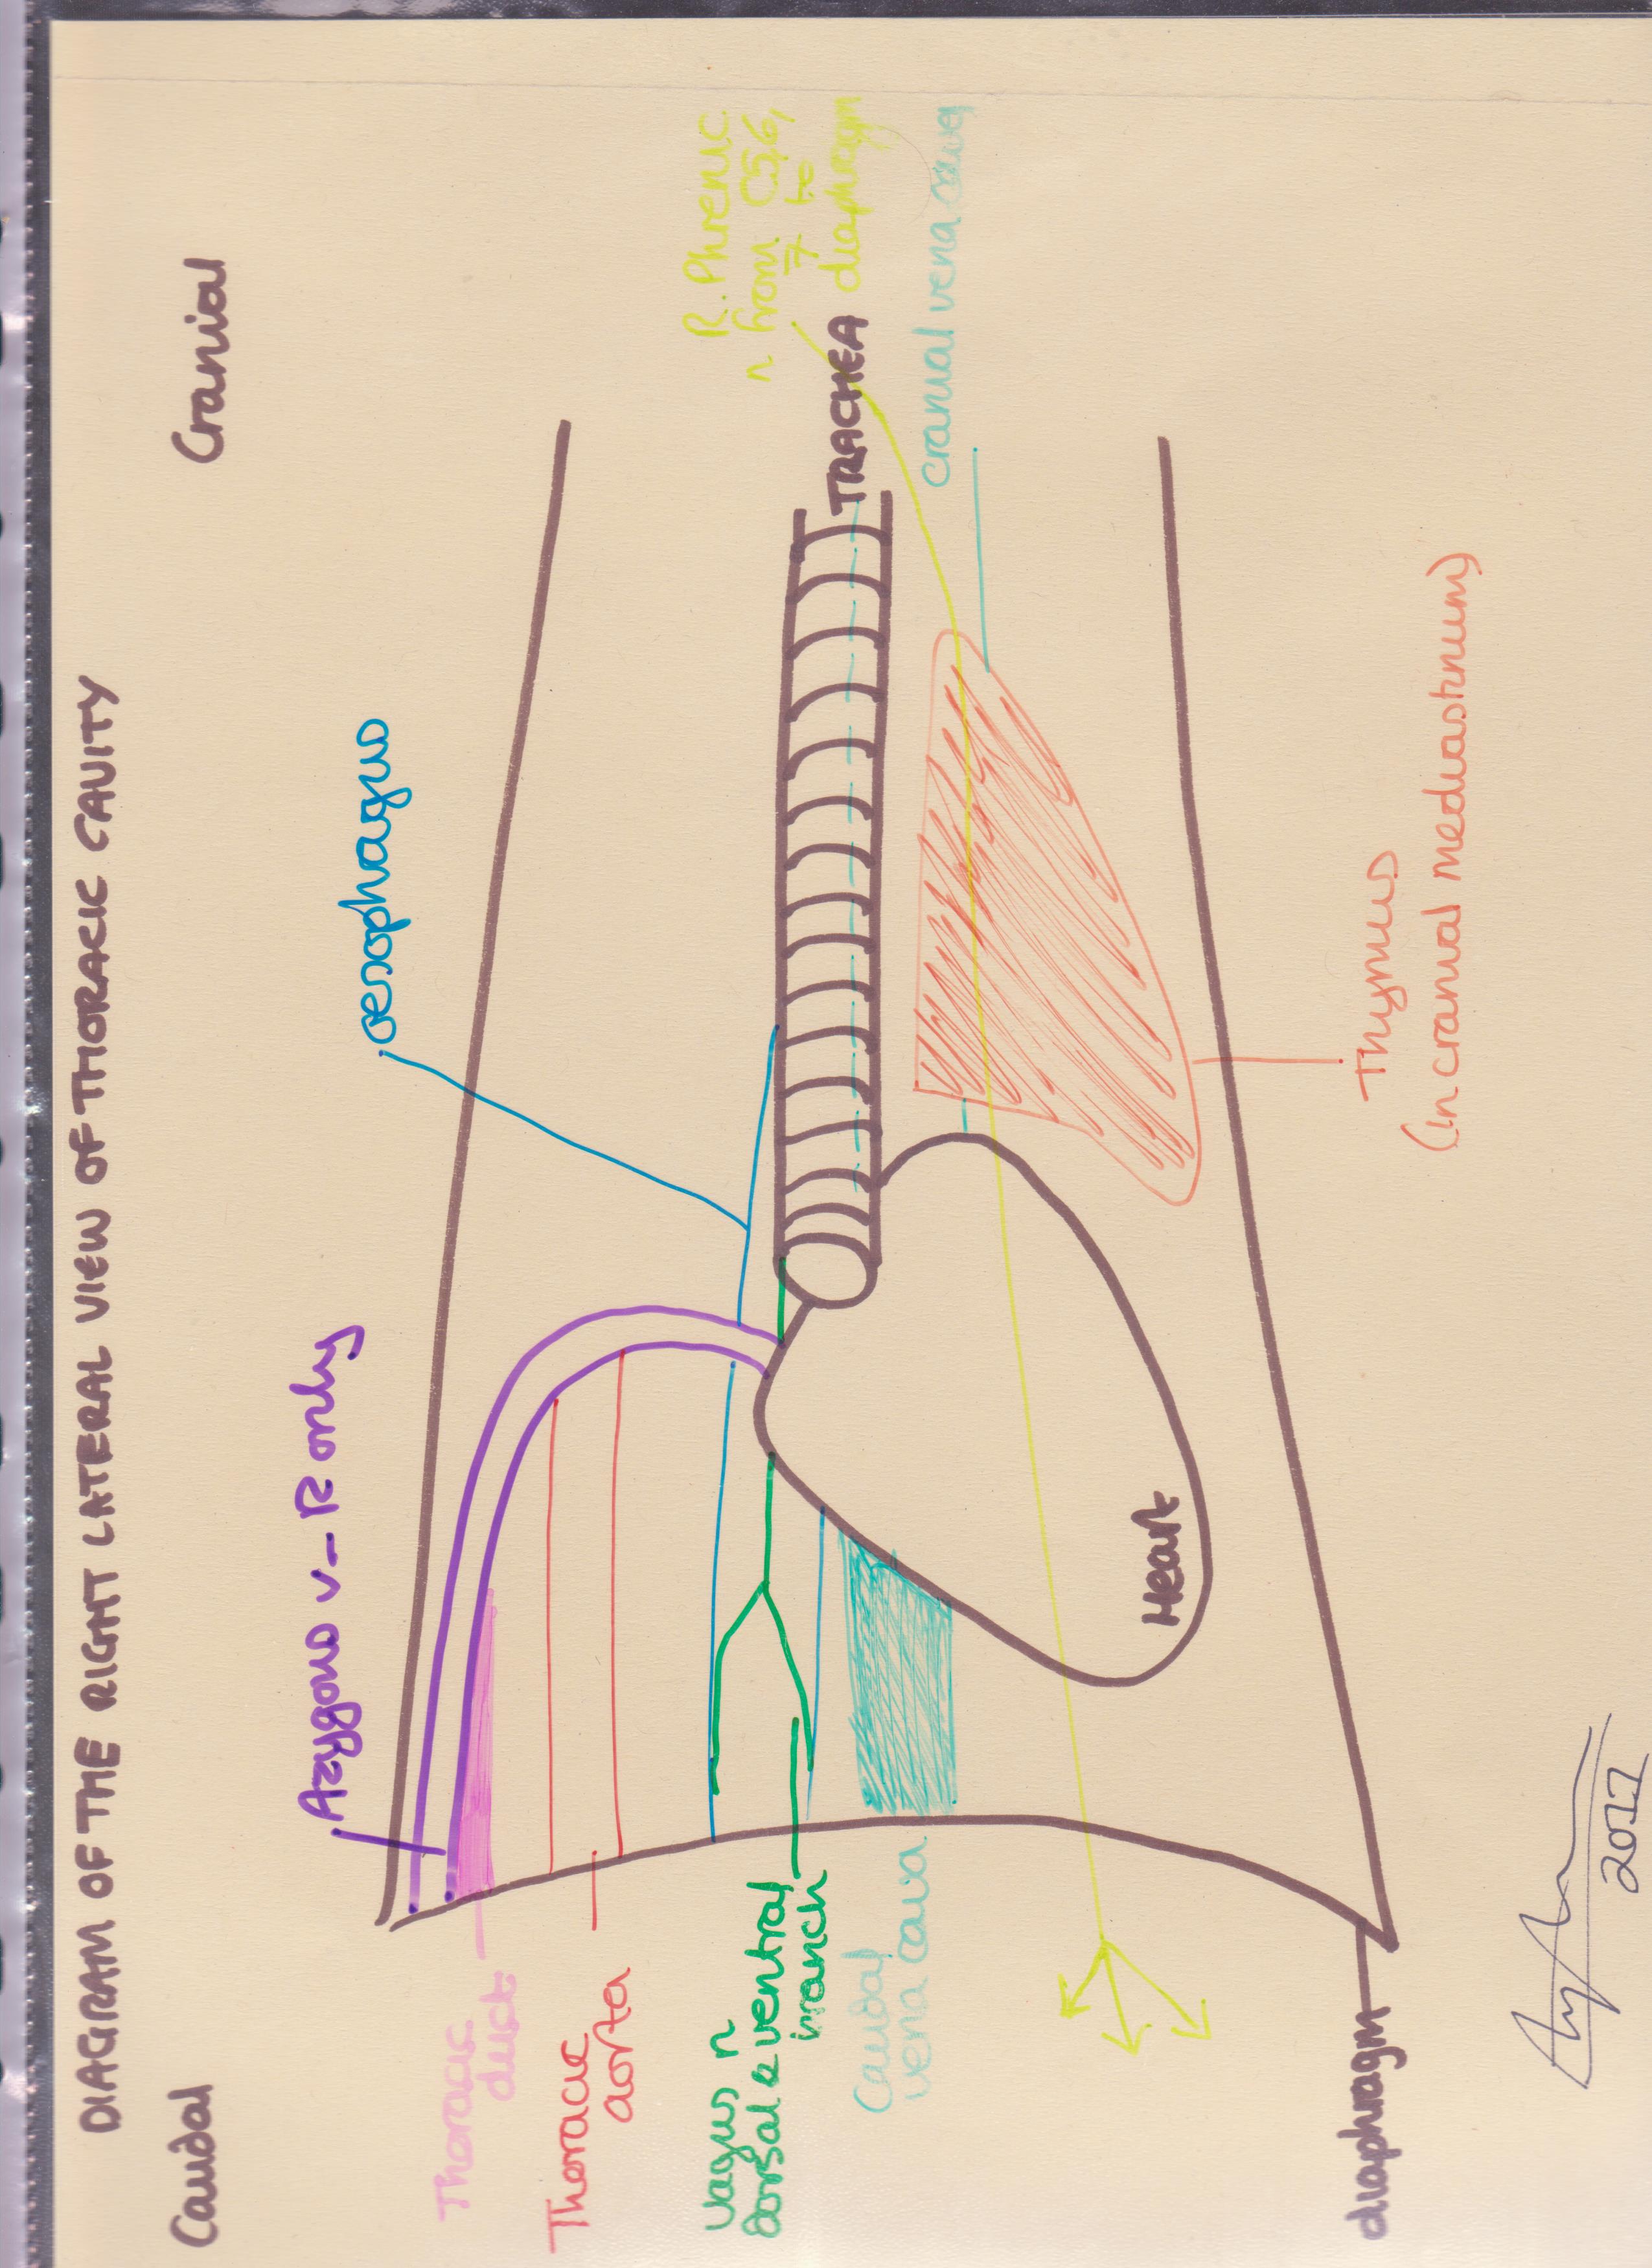 DIAGRAM OF THE RIGHT LATERAL VIEW OF THORACIC CAVITY
Caudal
Cranial
Azygous v - R only
oesophagus
Thoracic
duct
Thoracic
aorta
Vagus n
dorsal & ventral
branch
Caudal
vena cava
R. Phrenic
n from C5,6,
7 to
diaphragm
TRACHEA
cranial vena cava
Heart
Thymus
(in cranial mediastinum)
diaphragm
2011